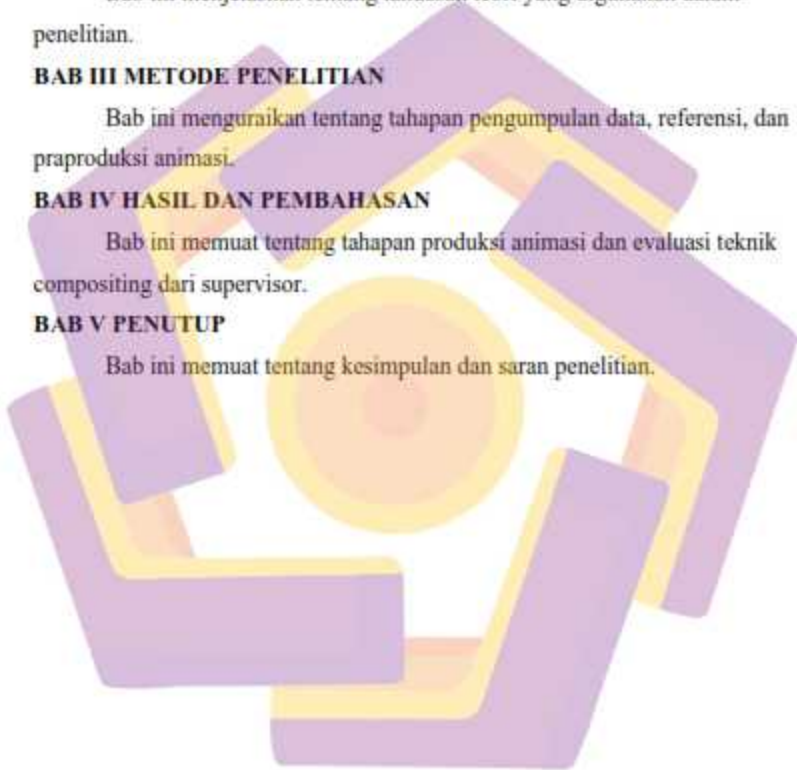 penelitian.
BAB III METODE PENELITIAN
Bab ini menguraikan tentang tahapan pengumpulan data, referensi, dan
praproduksi animasi.
BAB IV HASIL DAN PEMBAHASAN
Bab ini memuat tentang tahapan produksi animasi dan evaluasi teknik
compositing dari supervisor.
BAB V PENUTUP
Bab ini memuat tentang kesimpulan dan saran penelitian.